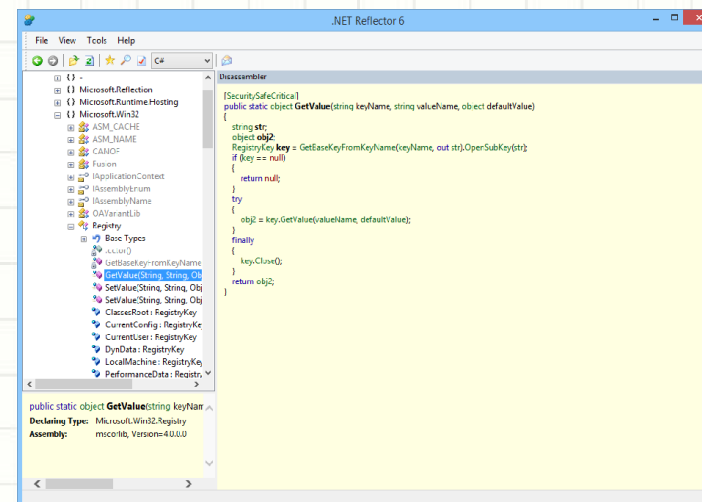 .NET Reflector 6
File View Tools Help
C#
{} -
{} Microsoft.Reflection
{} Microsoft.Runtime.Hosting
{} Microsoft.Win32
ASM_CACHE
ASM_NAME
CANOF
Fusion
IApplicationContext
IAssemblyEnum
IAssemblyName
OAVariantLib
Registry
Base Types
.cctor()
GetBaseKeyFromKeyName
GetValue(String, String, Ob
SetValue(String, String, Obj
SetValue(String, String, Obj
ClassesRoot : RegistryKey
CurrentConfig : RegistryKe
CurrentUser : RegistryKey
DynData : RegistryKey
LocalMachine : RegistryKey
PerformanceData : Registr
public static object GetValue(string keyNam
Declaring Type: Microsoft.Win32.Registry
Assembly: mscorlib, Version=4.0.0.0
Disassembler
[SecuritySafeCritical]
public static object GetValue(string keyName, string valueName, object defaultValue)
{
string str;
object obj2;
RegistryKey key = GetBaseKeyFromKeyName(keyName, out str).OpenSubKey(str);
if (key == null)
{
return null;
}
try
{
obj2 = key.GetValue(valueName, defaultValue);
}
finally
{
key.Close();
}
return obj2;
}